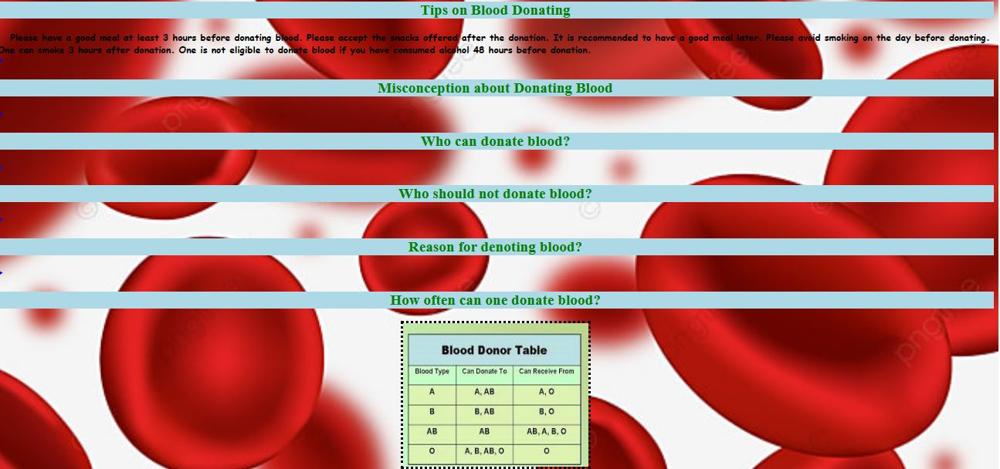 Tips on Blood Donating
Please have a good meal at least 3 hours before donating blood. Please accept the snacks offered after the donation. It is recommended to have a good meal later. Please avoid smoking on the day before donating.
One can smoke 3 hours after donation. One is not eligible to donate blood if you have consumed alcohol 48 hours before donation.
Misconception about Donating Blood
Who can donate blood?
Who should not donate blood?
Reason for denoting blood?
How often can one donate blood?
Blood Donor Table
Blood Type Can Donate To Can Receive From
A A, AB A, O
B B, AB B, O
AB AB AB, A, B, O
O A, B, AB, O O